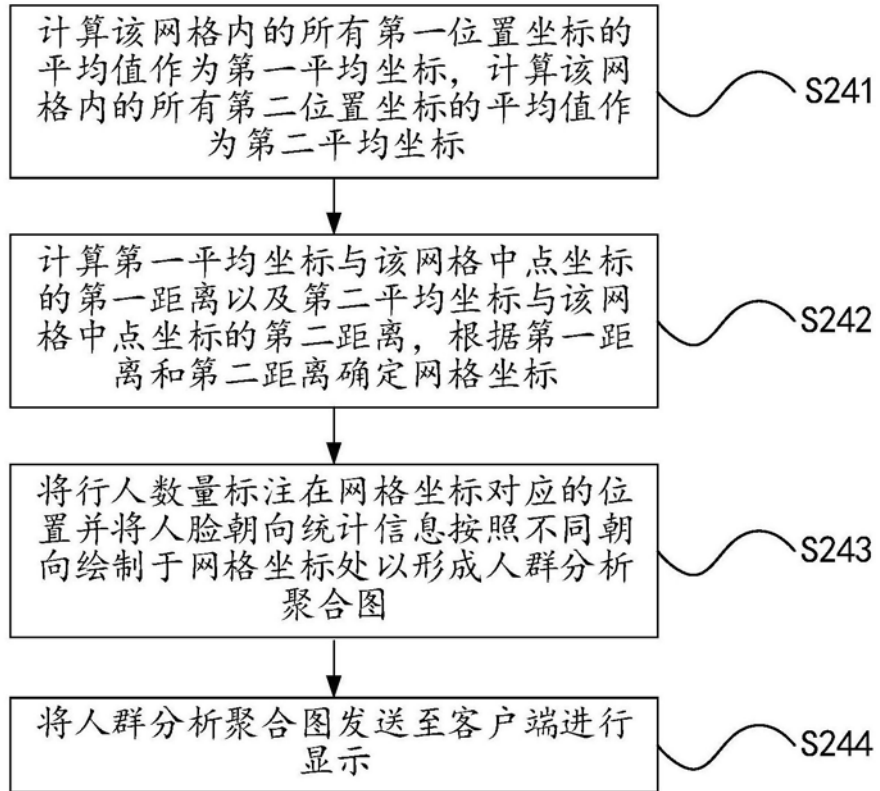 计算该网格内的所有第一位置坐标的
平均值作为第一平均坐标，计算该网
格内的所有第二位置坐标的平均值作
为第二平均坐标
S241
计算第一平均坐标与该网格中点坐标
的第一距离以及第二平均坐标与该网
格中点坐标的第二距离，根据第一距
离和第二距离确定网格坐标
S242
将行人数量标注在网格坐标对应的位
置并将人脸朝向统计信息按照不同朝
向绘制于网格坐标处以形成人群分析
聚合图
S243
将人群分析聚合图发送至客户端进行
显示
S244